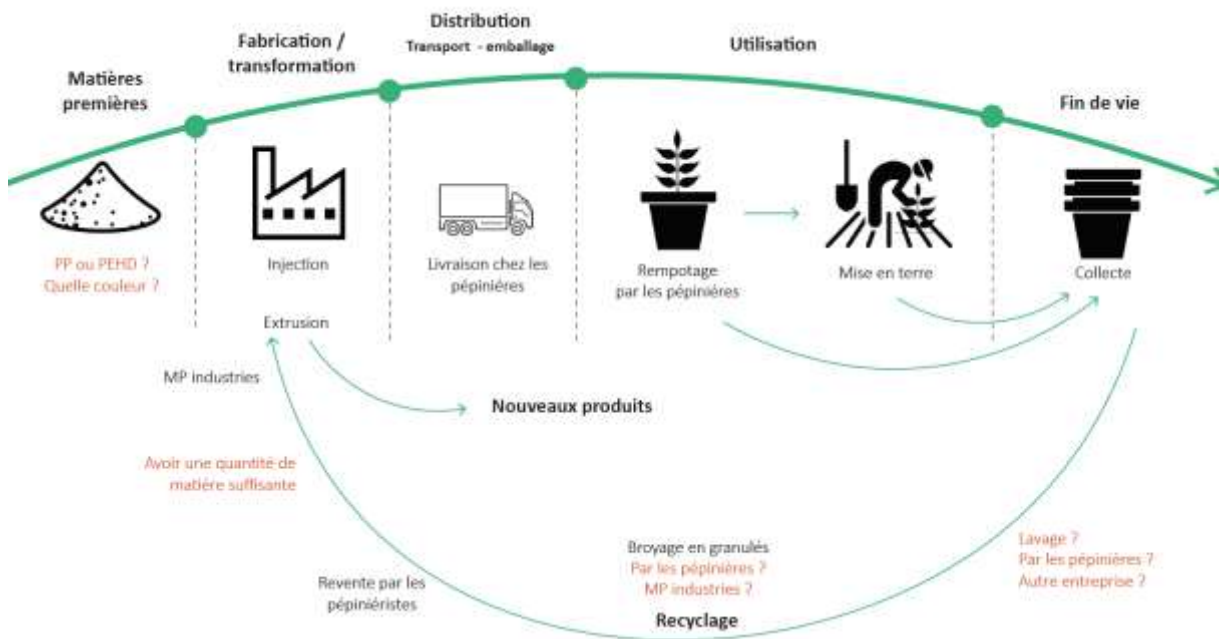 Matières
premières
Fabrication /
transformation
Distribution
Transport - emballage
Utilisation
Fin de vie
PP ou PEHD ?
Quelle couleur ?
Injection
Livraison chez les
pépinières
Rempotage
par les pépinières
Mise en terre
Collecte
Extrusion
MP industries
Nouveaux produits
Avoir une quantité de
matière suffisante
Revente par les
pépiniéristes
Broyage en granulés
Par les pépinières ?
MP industries ?
Recyclage
Lavage ?
Par les pépinières ?
Autre entreprise ?